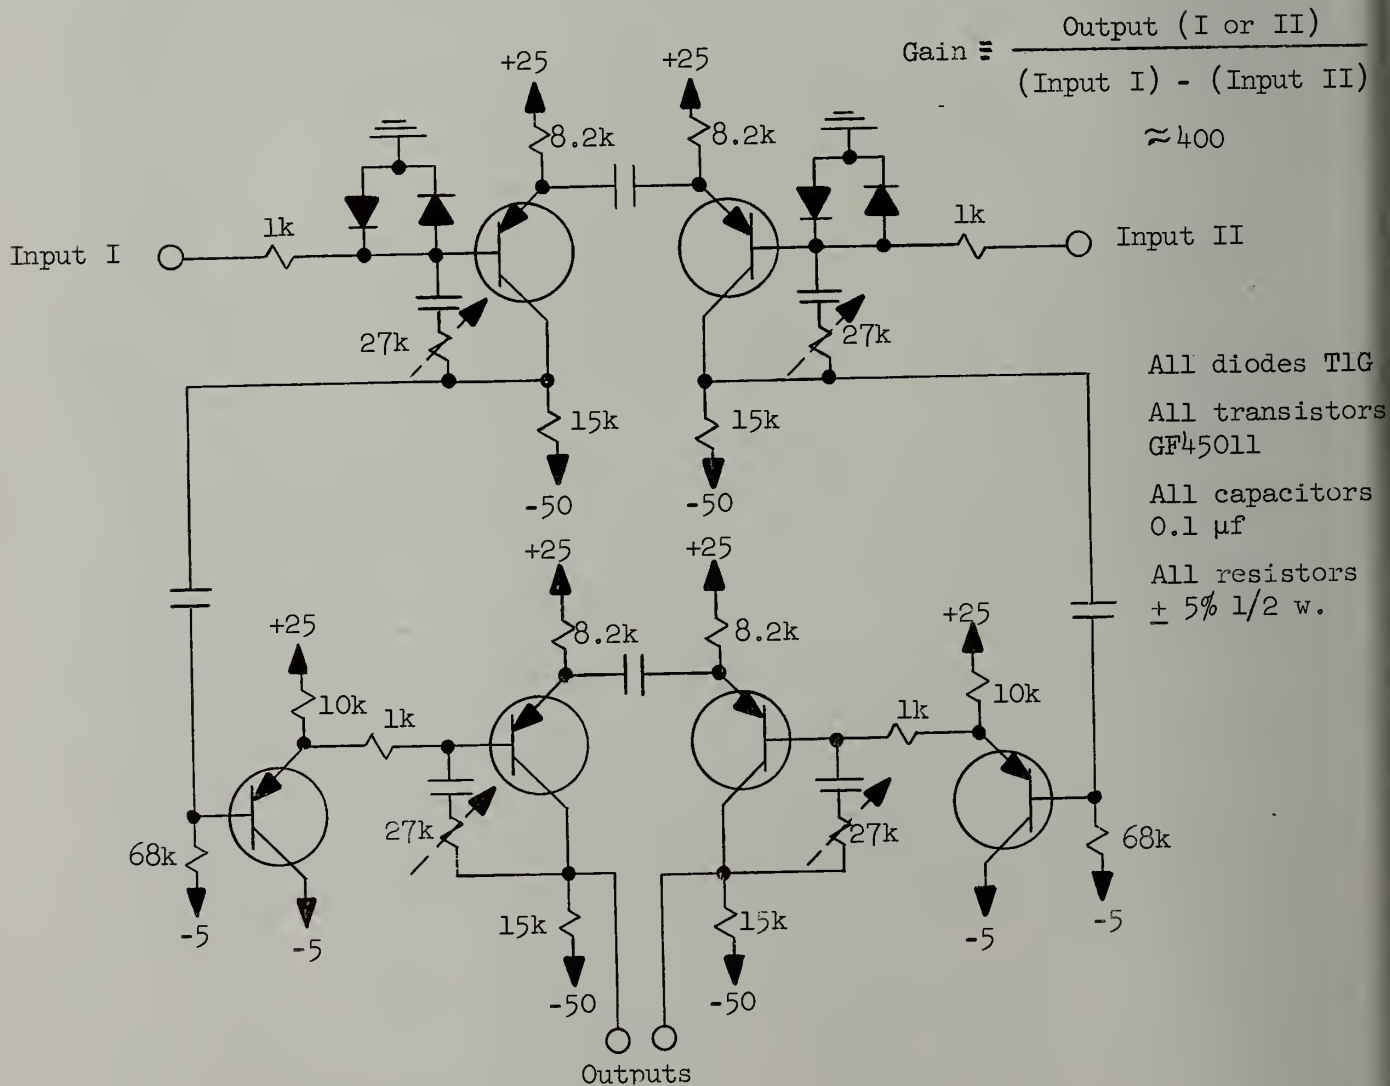 Gain ≡ Output (I or II)
(Input I) - (Input II)
≈ 400
+25
+25
8.2k
8.2k
1k
1k
Input I
Input II
27k
27k
15k
15k
-50
-50
All diodes T1G
All transistors
GF45011
All capacitors
0.1 µf
All resistors
± 5% 1/2 w.
+25
+25
8.2k
8.2k
+25
+25
10k
10k
1k
1k
27k
27k
68k
68k
-5
-5
-5
-5
15k
15k
-50
-50
Outputs